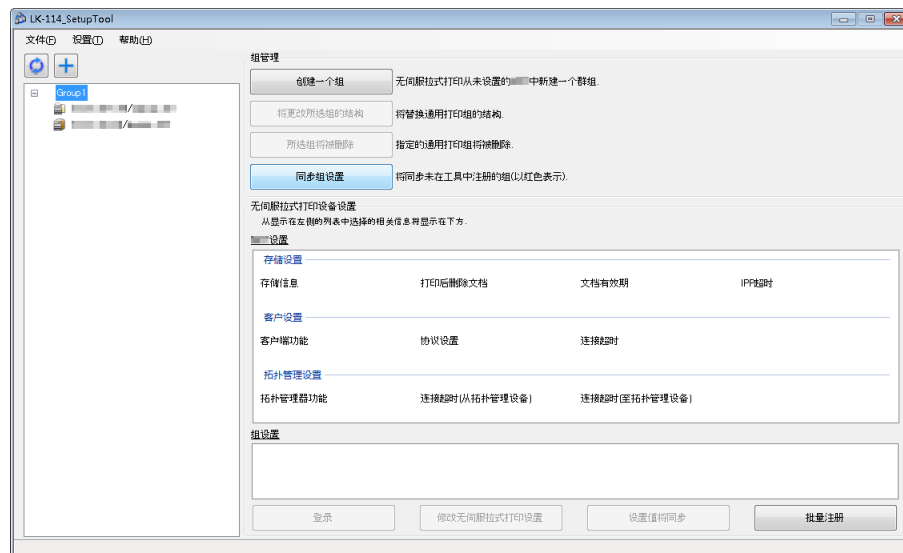 LK-114_SetupTool
文件(F) 设置(T) 帮助(H)
组管理
创建一个组 无伺服拉式打印从未设置的 中新建一个群组.
将更改所选组的结构 将替换通用打印组的结构.
所选组将被删除 指定的通用打印组将被删除.
同步组设置 将同步未在工具中注册的组(以红色表示).
Group1
无伺服拉式打印设备设置
从显示在左侧的列表中选择的相关信息将显示在下方.
设置
存储设置
存储信息 打印后删除文档 文档有效期 IPP超时
客户设置
客户端功能 协议设置 连接超时
拓扑管理设置
拓扑管理器功能 连接超时(从拓扑管理设备) 连接超时(至拓扑管理设备)
组设置
登录 修改无伺服拉式打印设置 设置值将同步 批量注册